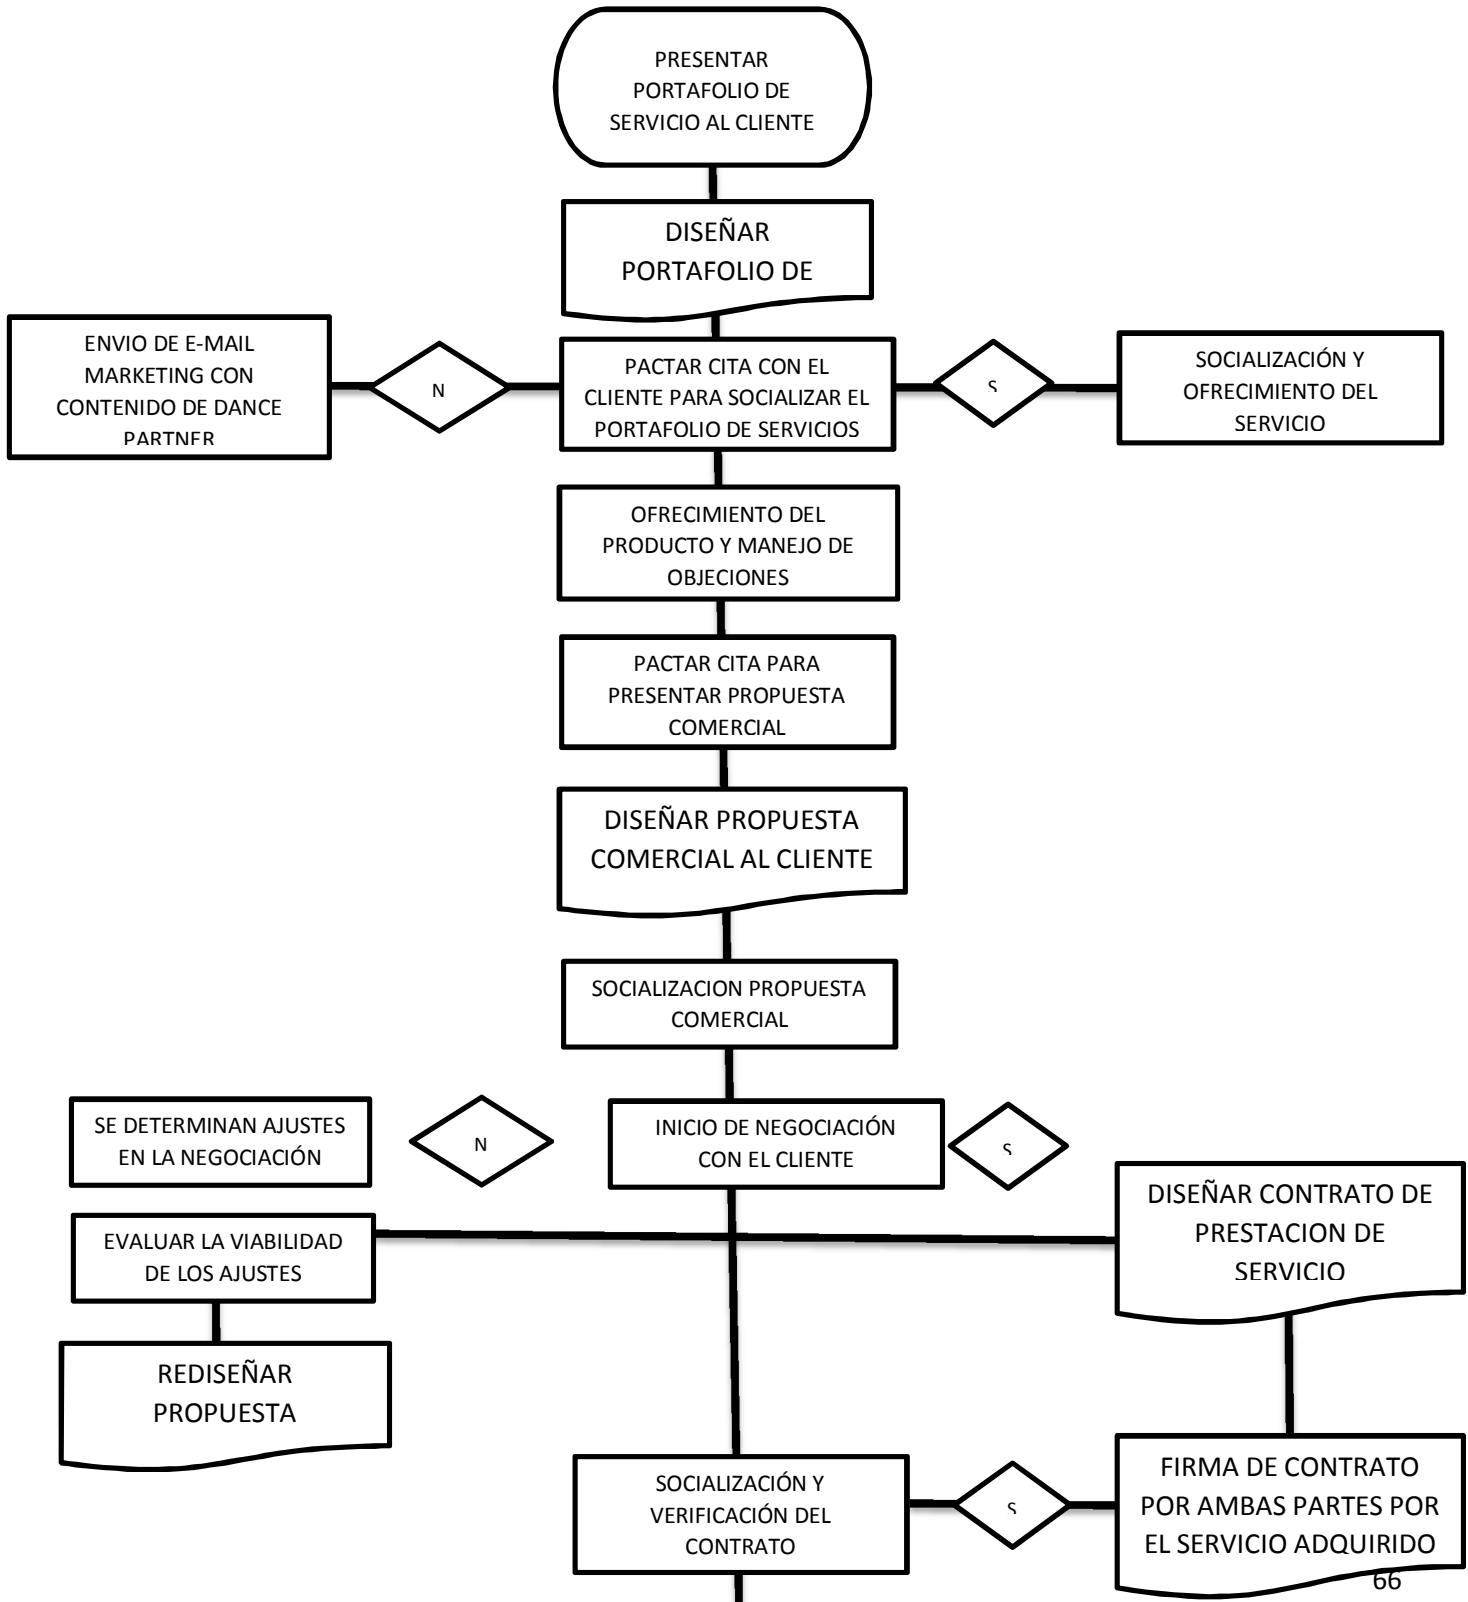 PRESENTAR
PORTAFOLIO DE
SERVICIO AL CLIENTE
DISEÑAR
PORTAFOLIO DE
ENVIO DE E-MAIL
MARKETING CON
CONTENIDO DE DANCE
PARTNER
N
PACTAR CITA CON EL
CLIENTE PARA SOCIALIZAR EL
PORTAFOLIO DE SERVICIOS
S
SOCIALIZACIÓN Y
OFRECIMIENTO DEL
SERVICIO
OFRECIMIENTO DEL
PRODUCTO Y MANEJO DE
OBJECIONES
PACTAR CITA PARA
PRESENTAR PROPUESTA
COMERCIAL
DISEÑAR PROPUESTA
COMERCIAL AL CLIENTE
SOCIALIZACION PROPUESTA
COMERCIAL
SE DETERMINAN AJUSTES
EN LA NEGOCIACIÓN
N
INICIO DE NEGOCIACIÓN
CON EL CLIENTE
S
DISEÑAR CONTRATO DE
PRESTACION DE
SERVICIO
EVALUAR LA VIABILIDAD
DE LOS AJUSTES
REDISEÑAR
PROPUESTA
SOCIALIZACIÓN Y
VERIFICACIÓN DEL
CONTRATO
S
FIRMA DE CONTRATO
POR AMBAS PARTES POR
EL SERVICIO ADQUIRIDO
66